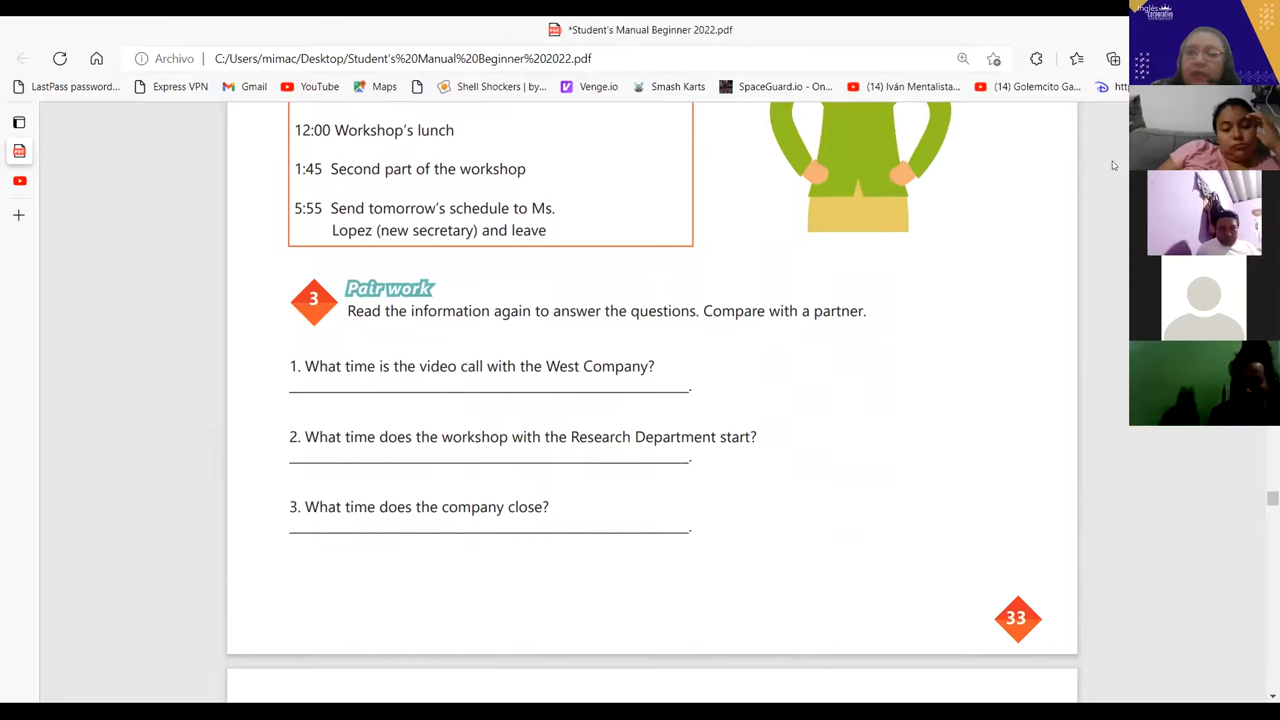 *Student's Manual Beginner 2022.pdf
Archivo
C:/Users/mimac/Desktop/Student's%20Manual%20Beginner%202022.pdf
LastPass password...
Express VPN
Gmail
YouTube
Maps
Shell Shockers | by...
Venge.io
Smash Karts
SpaceGuard.io - On...
(14) Iván Mentalista...
(14) Golemcito Ga...
Inglés
Corporativo
12:00 Workshop's lunch
1:45 Second part of the workshop
5:55 Send tomorrow's schedule to Ms.
Lopez (new secretary) and leave
3
Pair work
Read the information again to answer the questions. Compare with a partner.
1. What time is the video call with the West Company?
2. What time does the workshop with the Research Department start?
3. What time does the company close?
33